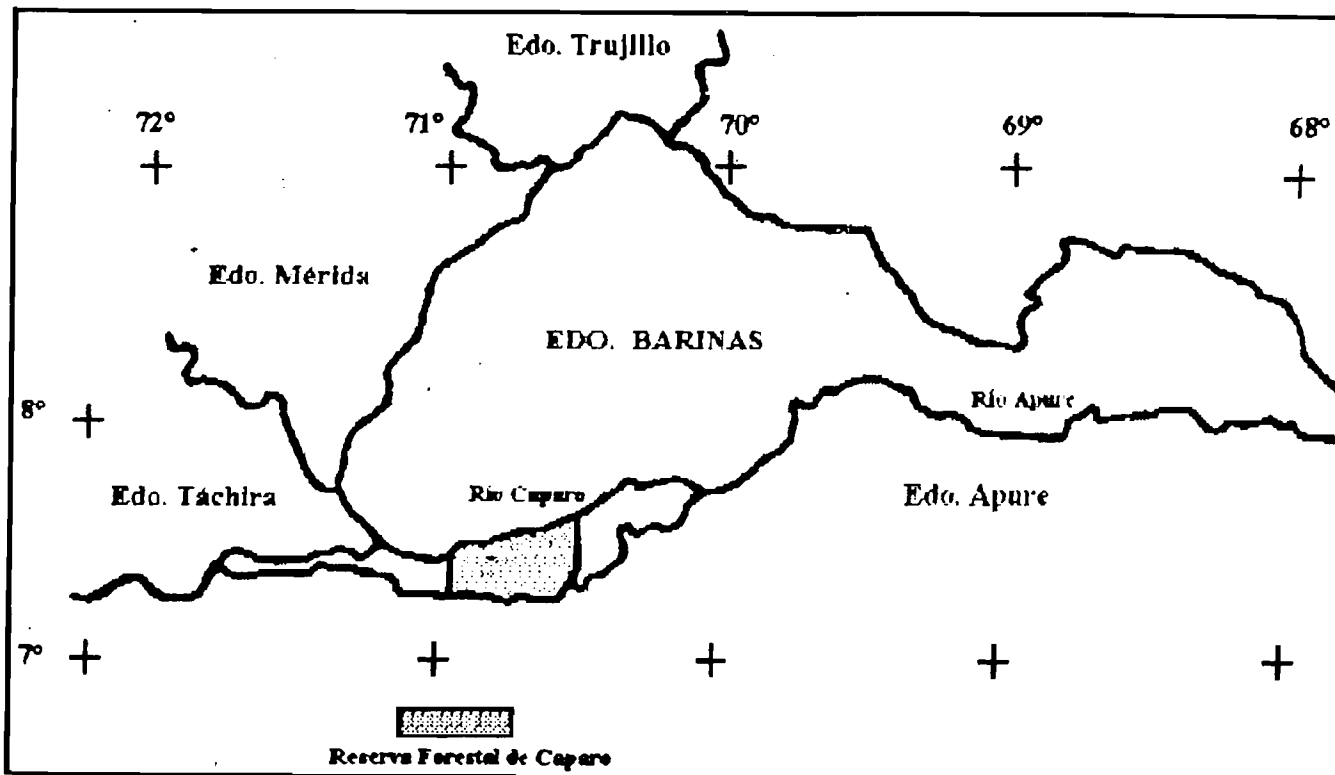 Edo. Trujillo
72° 71° 70° 69° 68°
Edo. Mérida
EDO. BARINAS
8°
Río Apure
Edo. Táchira
Río Caparo
Edo. Apure
7°
Reserva Forestal de Caparo